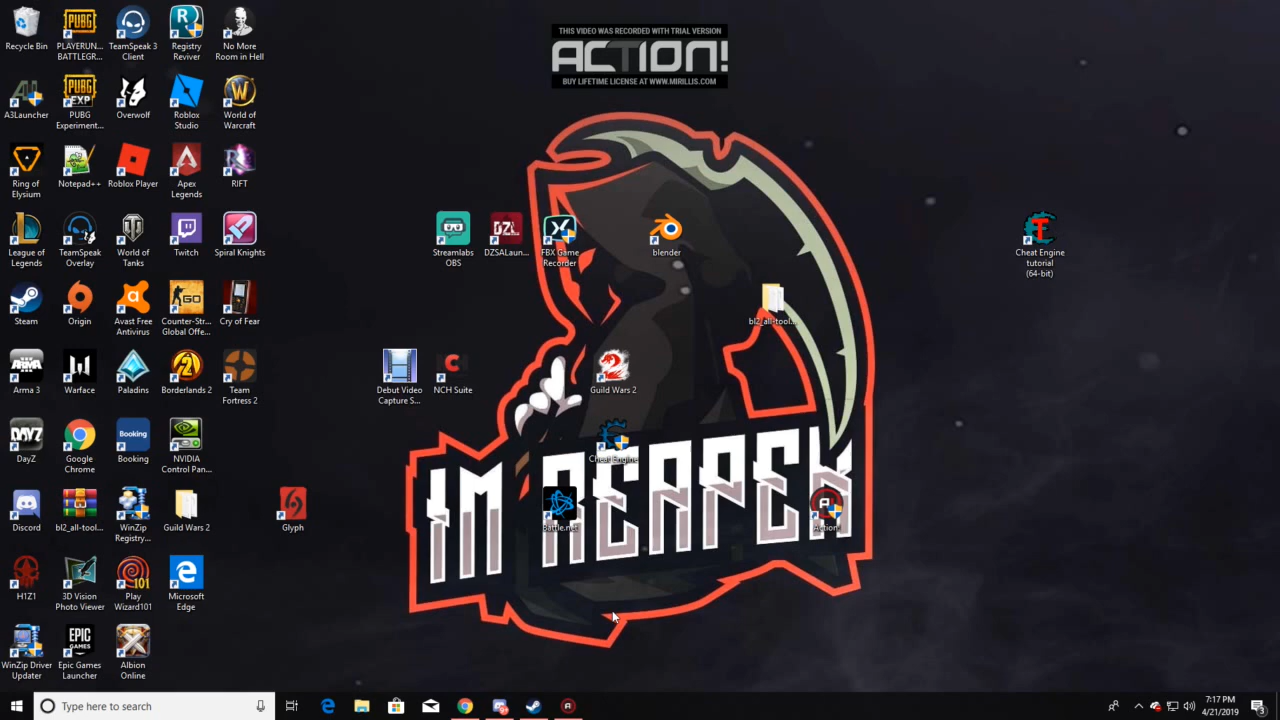 THIS VIDEO WAS RECORDED WITH TRIAL VERSION
ACTION!
BUY LIFETIME LICENSE AT WWW.MIRILLIS.COM
Recycle Bin
PLAYERUN...
BATTLEGR...
TeamSpeak 3
Client
Registry
Reviver
No More
Room in Hell
A3Launcher
PUBG
Experiment...
Overwolf
Roblox
Studio
World of
Warcraft
Ring of
Elysium
Notepad++
Roblox Player
Apex
Legends
RIFT
League of
Legends
TeamSpeak
Overlay
World of
Tanks
Twitch
Spiral Knights
Streamlabs
OBS
DZSALaun...
FBX Game
Recorder
blender
Cheat Engine
tutorial
(64-bit)
Steam
Origin
Avast Free
Antivirus
Counter-Str...
Global Offe...
Cry of Fear
bl2_all-tool...
Arma 3
Warface
Paladins
Borderlands 2
Team
Fortress 2
Debut Video
Capture S...
NCH Suite
Guild Wars 2
DayZ
Google
Chrome
Booking
Booking
NVIDIA
Control Pan...
Cheat Engine
IM REAPER
Discord
bl2_all-tool...
WinZip
Registry...
Guild Wars 2
Glyph
Battle.net
Action!
H1Z1
3D Vision
Photo Viewer
Play
Wizard101
Microsoft
Edge
WinZip Driver
Updater
EPIC
GAMES
Epic Games
Launcher
Albion
Online
Type here to search
7:17 PM
4/21/2019
3